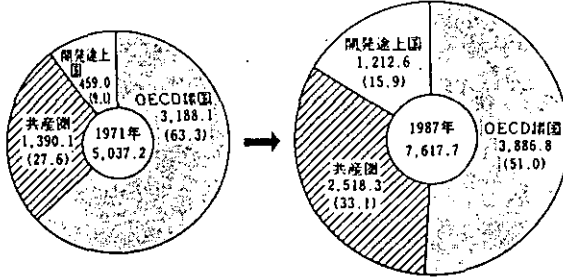 開発途上
国
459.0
(9.1)
OECD諸国
3,188.1
(63.3)
共産圏
1,390.1
(27.6)
1971年
5,037.2
開発途上国
1,212.6
(15.9)
OECD諸国
3,886.8
(51.0)
共産圏
2,518.3
(33.1)
1987年
7,617.7